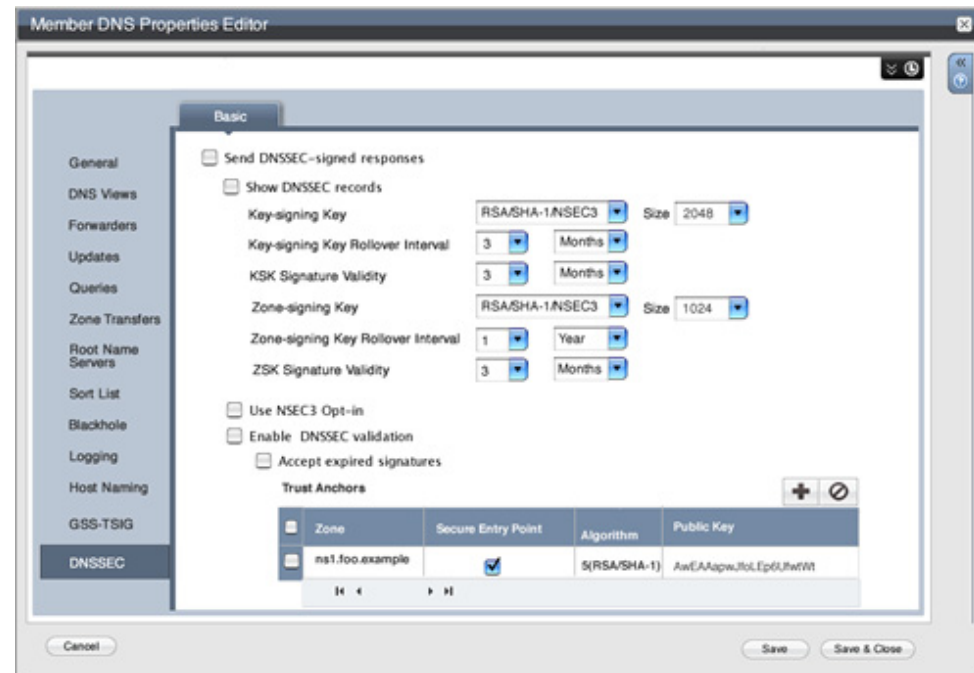 Member DNS Properties Editor
Basic
General
DNS Views
Forwarders
Updates
Queries
Zone Transfers
Root Name
Servers
Sort List
Blackhole
Logging
Host Naming
GSS-TSIG
DNSSEC
Send DNSSEC-signed responses
Show DNSSEC records
Key-signing Key RSA/SHA-1/NSEC3 Size 2048
Key-signing Key Rollover Interval 3 Months
KSK Signature Validity 3 Months
Zone-signing Key RSA/SHA-1/NSEC3 Size 1024
Zone-signing Key Rollover Interval 1 Year
ZSK Signature Validity 3 Months
Use NSEC3 Opt-in
Enable DNSSEC validation
Accept expired signatures
Trust Anchors
Zone Secure Entry Point Algorithm Public Key
ns1.foo.example 5(RSA/SHA-1)
Cancel Save Save & Close